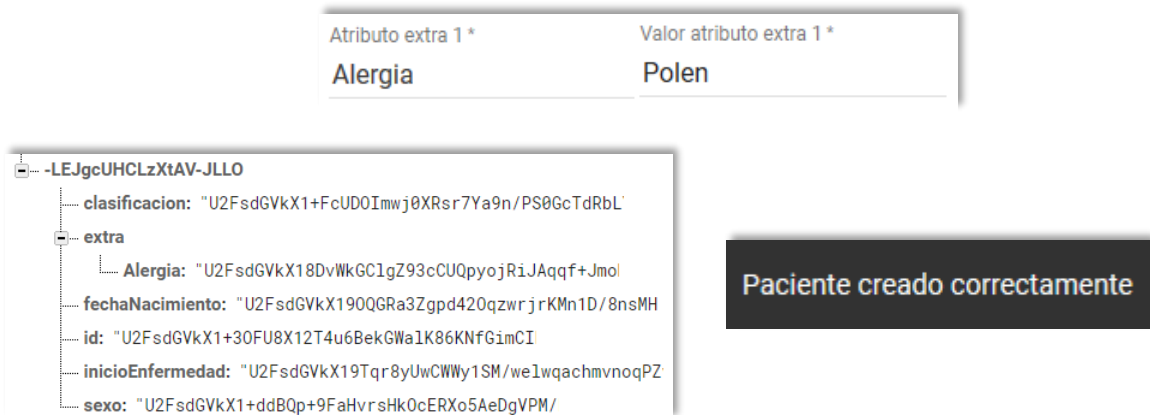 Atributo extra 1 *
Valor atributo extra 1 *
Alergia
Polen
-LEJgcUHCLzXtAV-JLLO
clasificacion: "U2FsdGVkX1+FcUDOImwj0XRsr7Ya9n/PS0GcTdRbL
extra
Alergia: "U2FsdGVkX18DvWkGClgZ93cCUQpyojRiJAqqf+Jmo
fechaNacimiento: "U2FsdGVkX19OQGRa3Zgpd42OqzwrjrKMn1D/8nsMH
id: "U2FsdGVkX1+3OFU8X12T4u6BekGWalK86KNfGimCI
inicioEnfermedad: "U2FsdGVkX19Tqr8yUwCWWy1SM/welwqachmvnoqPZ
sexo: "U2FsdGVkX1+ddBQp+9FaHvrsHkOcERXo5AeDgVPM/
Paciente creado correctamente